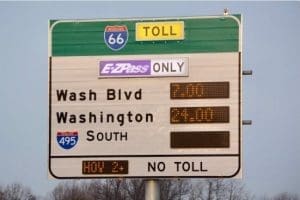 66 TOLL
E-ZPass ONLY
Wash Blvd 7.00
Washington 24.00
495 SOUTH
HOV 2+ NO TOLL